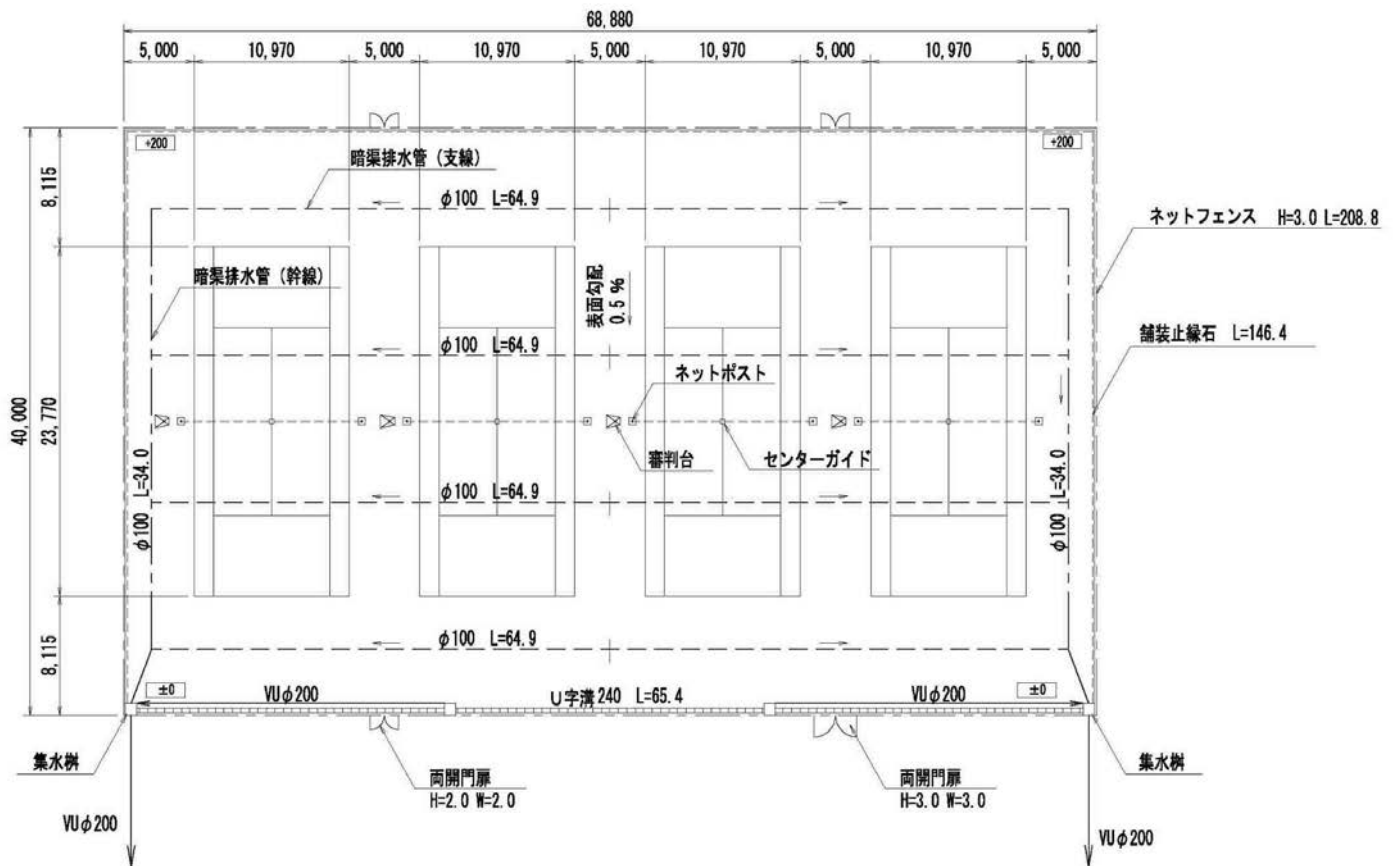 68,880
5,000
10,970
5,000
10,970
5,000
10,970
5,000
10,970
5,000
+200
+200
暗渠排水管（支線）
φ100 L=64.9
8,115
ネットフェンス H=3.0 L=208.8
暗渠排水管（幹線）
表面勾配
0.5%
舗装止縁石 L=146.4
φ100 L=64.9
ネットポスト
40,000
23,770
審判台
センターガイド
φ100 L=34.0
φ100 L=64.9
φ100 L=34.0
φ100 L=64.9
8,115
±0
VUφ200
U字溝240 L=65.4
VUφ200
±0
集水桝
両開門扉
H=2.0 W=2.0
両開門扉
H=3.0 W=3.0
集水桝
VUφ200
VUφ200